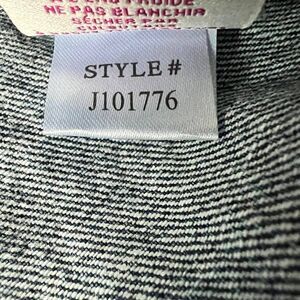 NE PAS BLANCHIR
SÉCHER PAR
STYLE #
J101776